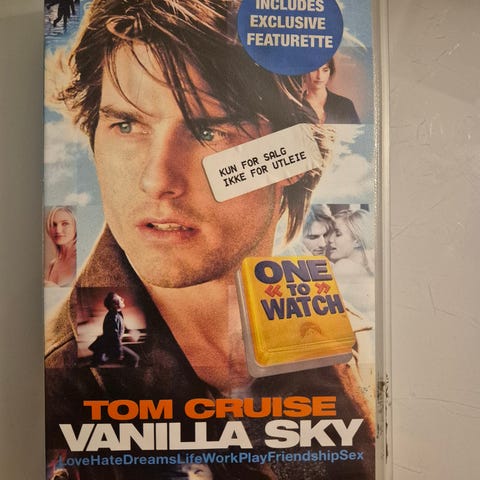 INCLUDES
EXCLUSIVE
FEATURETTE
KUN FOR SALG
IKKE FOR UTLEIE
ONE
« TO »
WATCH
TOM CRUISE
VANILLA SKY
LoveHateDreamsLifeWorkPlayFriendshipSex